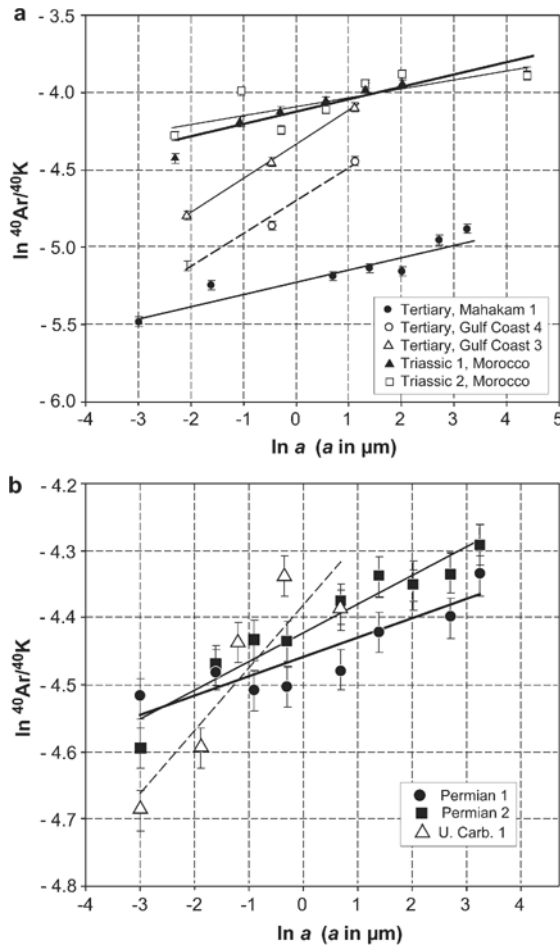 a
- 3.5
- 4.0
- 4.5
- 5.0
- 5.5
- 6.0
ln ⁴⁰Ar/⁴⁰K
Tertiary, Mahakam 1
Tertiary, Gulf Coast 4
Tertiary, Gulf Coast 3
Triassic 1, Morocco
Triassic 2, Morocco
-4 -3 -2 -1 0 1 2 3 4 5
ln a (a in µm)
b
- 4.2
- 4.3
- 4.4
- 4.5
- 4.6
- 4.7
- 4.8
ln ⁴⁰Ar/⁴⁰K
Permian 1
Permian 2
U. Carb. 1
-4 -3 -2 -1 0 1 2 3 4
ln a (a in µm)